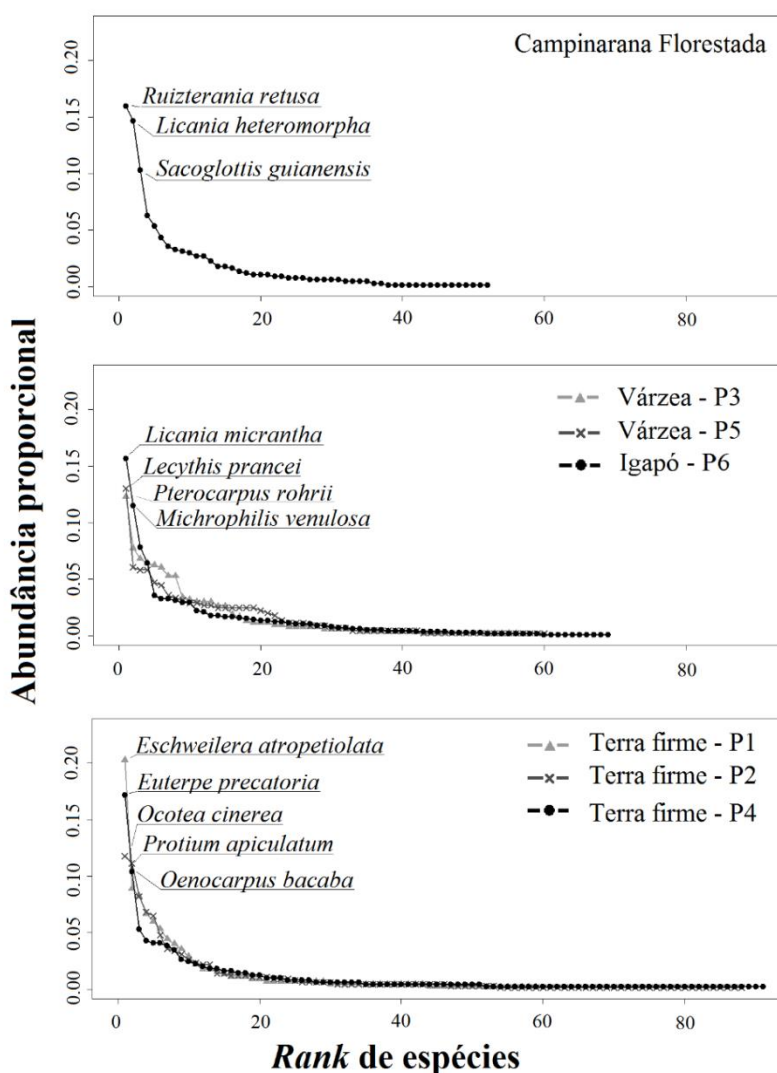 Abundância proporcional
Campinarana Florestada
0.20
0.15
0.10
0.05
0.00
Ruizterania retusa
Licania heteromorpha
Sacoglottis guianensis
0 20 40 60 80
Várzea - P3
Várzea - P5
Igapó - P6
0.20
0.15
0.10
0.05
0.00
Licania micrantha
Lecythis prancei
Pterocarpus rohrii
Michrophilis venulosa
0 20 40 60 80
Terra firme - P1
Terra firme - P2
Terra firme - P4
0.20
0.15
0.10
0.05
0.00
Eschweilera atropetiolata
Euterpe precatoria
Ocotea cinerea
Protium apiculatum
Oenocarpus bacaba
0 20 40 60 80
Rank de espécies